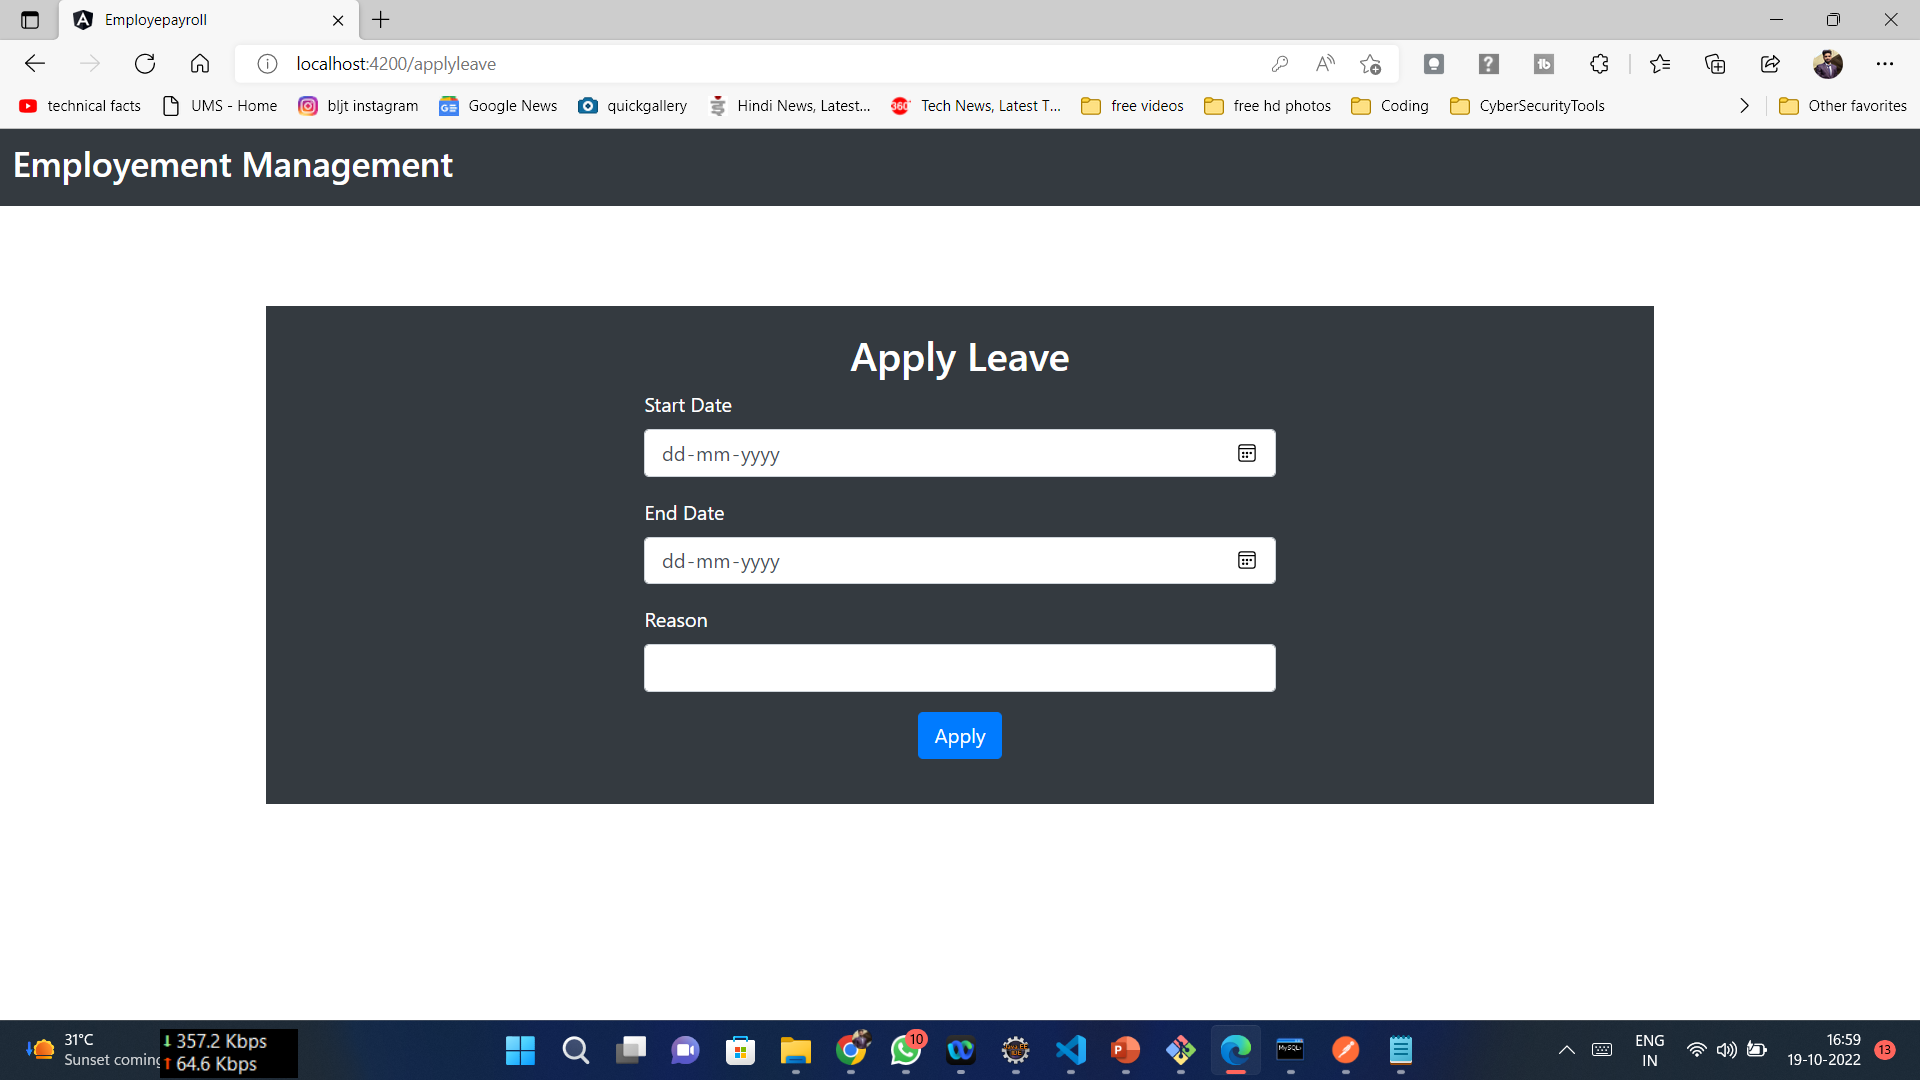 Employepayroll
localhost:4200/applyleave
technical facts
UMS - Home
bljt instagram
Google News
quickgallery
Hindi News, Latest...
Tech News, Latest T...
free videos
free hd photos
Coding
CyberSecurityTools
Other favorites
Employement Management
Apply Leave
Start Date
dd-mm-yyyy
End Date
dd-mm-yyyy
Reason
Apply
31°C
Sunset coming
357.2 Kbps
64.6 Kbps
10
ENG
IN
16:59
19-10-2022
13